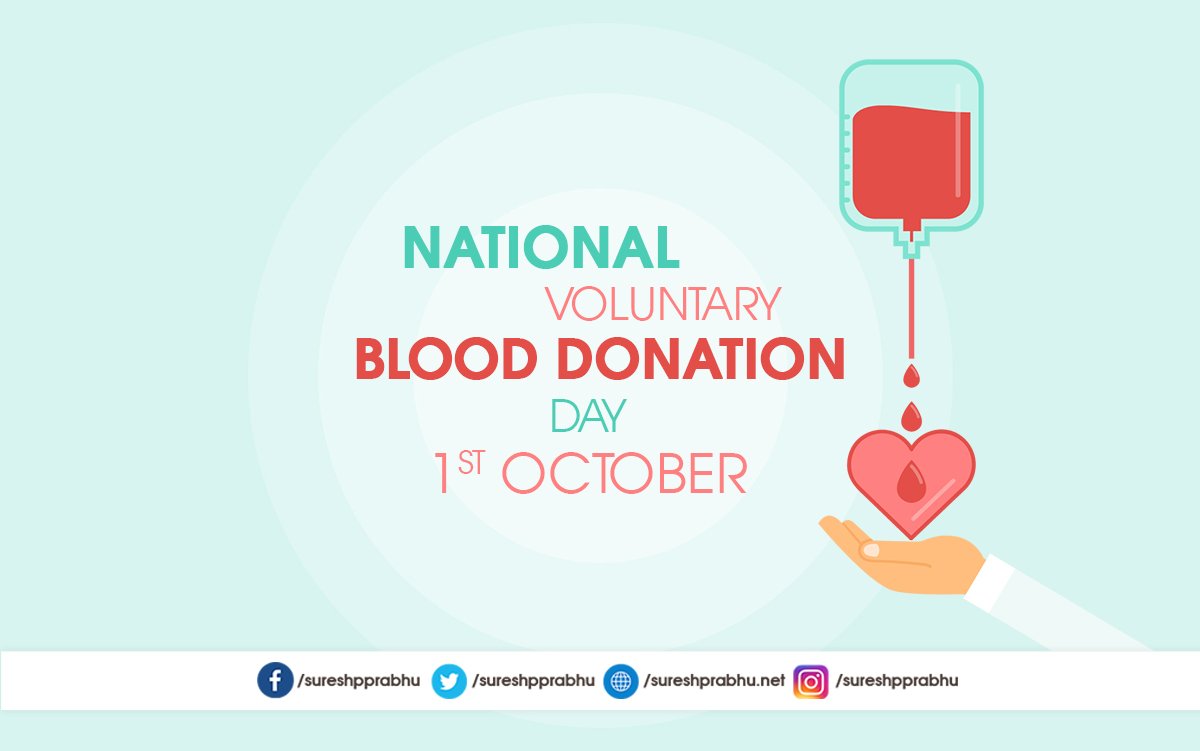 NATIONAL
VOLUNTARY
BLOOD DONATION
DAY
1ST OCTOBER
/sureshpprabhu /sureshpprabhu /sureshprabhu.net /sureshpprabhu